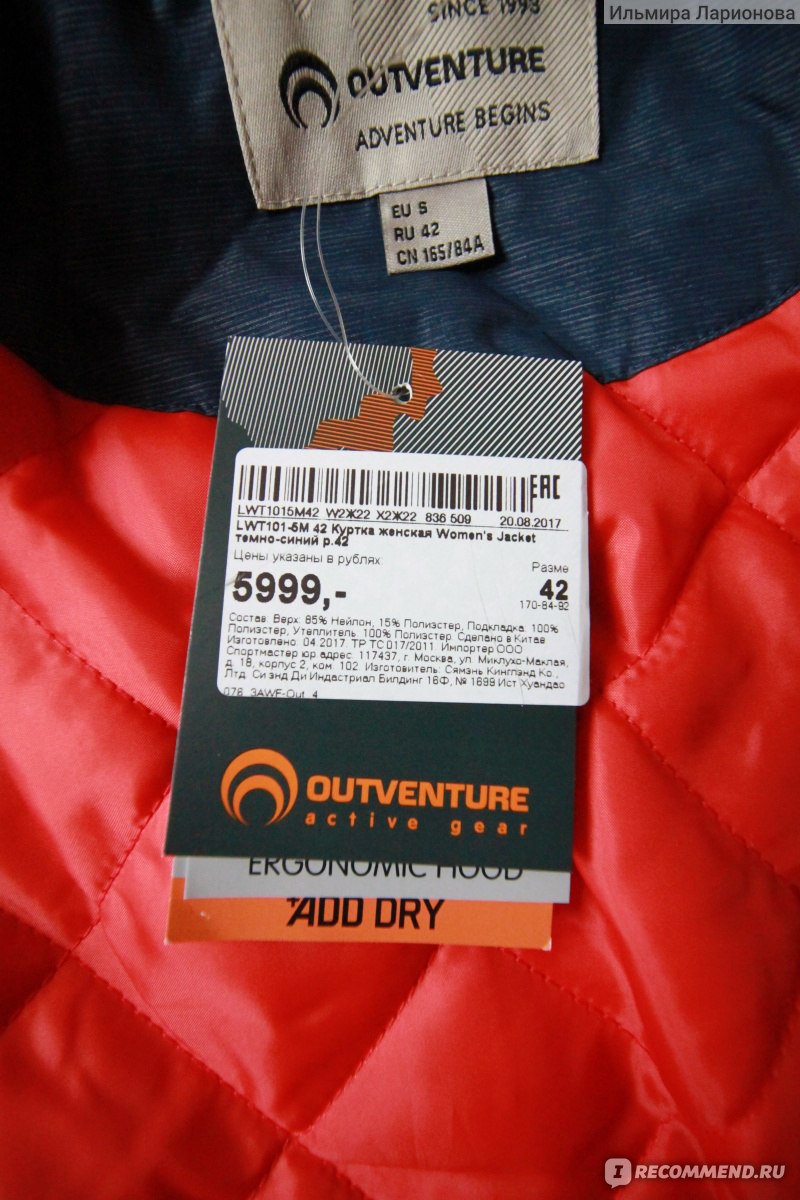 Ильмира Ларионова
SINCE 1993
OUTVENTURE
ADVENTURE BEGINS
EU S
RU 42
CN 165/84A
EAC
LWT1015M42 W2Ж22 X2Ж22 836 509 20.08.2017
LWT101-5M 42 Куртка женская Women's Jacket
темно-синий р.42
Цены указаны в рублях
Разме
5999,-
42
170-84-92
Состав: Верх: 85% Нейлон, 15% Полиэстер, Подкладка: 100%
Полиэстер, Утеплитель: 100% Полиэстер. Сделано в Китае
Изготовлено: 04.2017. ТР ТС 017/2011. Импортер ООО
Спортмастер юр.адрес: 117437, г. Москва, ул. Миклухо-Маклая,
д. 18, корпус 2, ком. 102. Изготовитель: Сямэнь Кинглэнд Ко.,
Лтд. Си энд Ди Индастриал Билдинг 16Ф, № 1699 Ист Хуандао
076_3AWF-Out_4
OUTVENTURE
active gear
ERGONOMIC HOOD
+ADD DRY
IRECOMMEND.RU